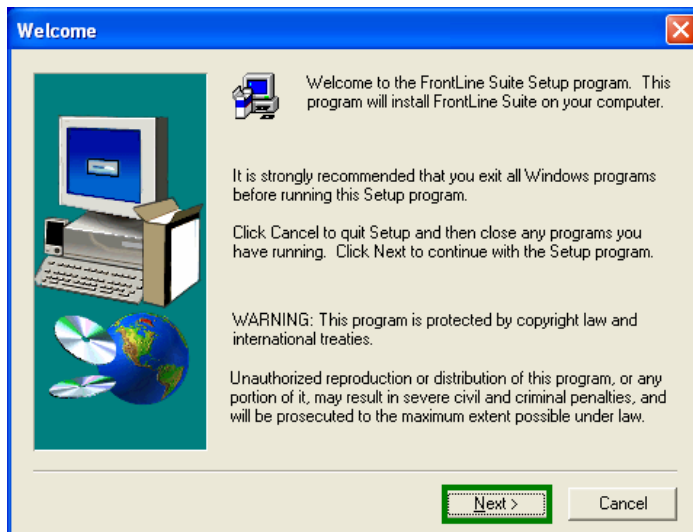 Welcome
Welcome to the FrontLine Suite Setup program. This
program will install FrontLine Suite on your computer.
It is strongly recommended that you exit all Windows programs
before running this Setup program.
Click Cancel to quit Setup and then close any programs you
have running. Click Next to continue with the Setup program.
WARNING: This program is protected by copyright law and
international treaties.
Unauthorized reproduction or distribution of this program, or any
portion of it, may result in severe civil and criminal penalties, and
will be prosecuted to the maximum extent possible under law.
Next >
Cancel